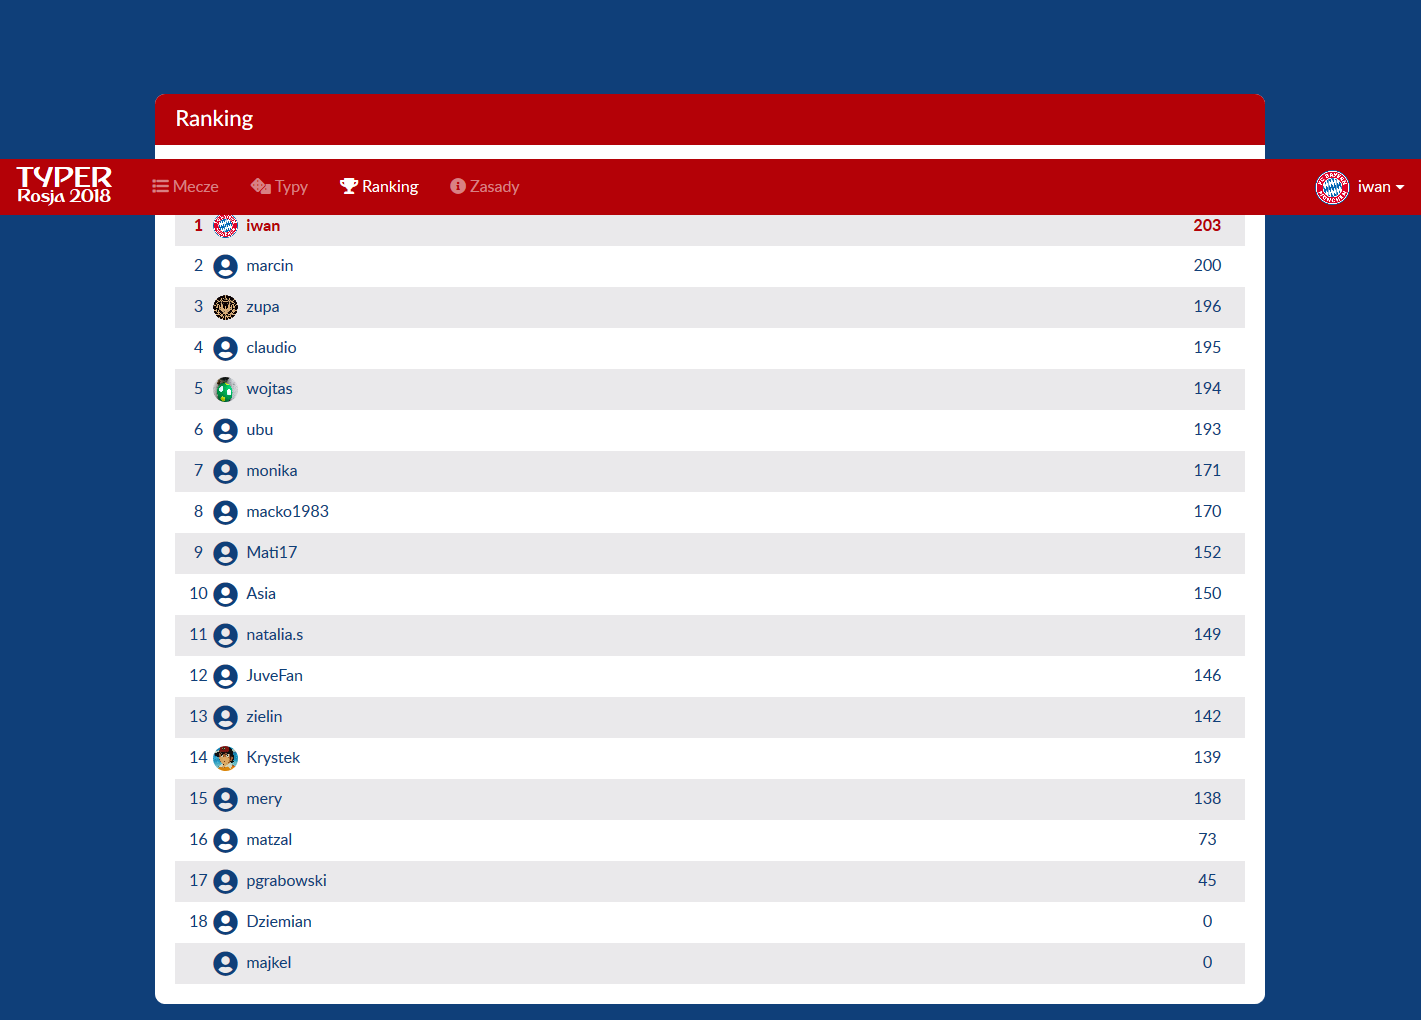 Ranking
TYPER
Rosja 2018
Mecze Typy Ranking Zasady iwan
1 iwan 203
2 marcin 200
3 zupa 196
4 claudio 195
5 wojtas 194
6 ubu 193
7 monika 171
8 macko1983 170
9 Mati17 152
10 Asia 150
11 natalia.s 149
12 JuveFan 146
13 zielin 142
14 Krystek 139
15 mery 138
16 matzal 73
17 pgrabowski 45
18 Dziemian 0
majkel 0